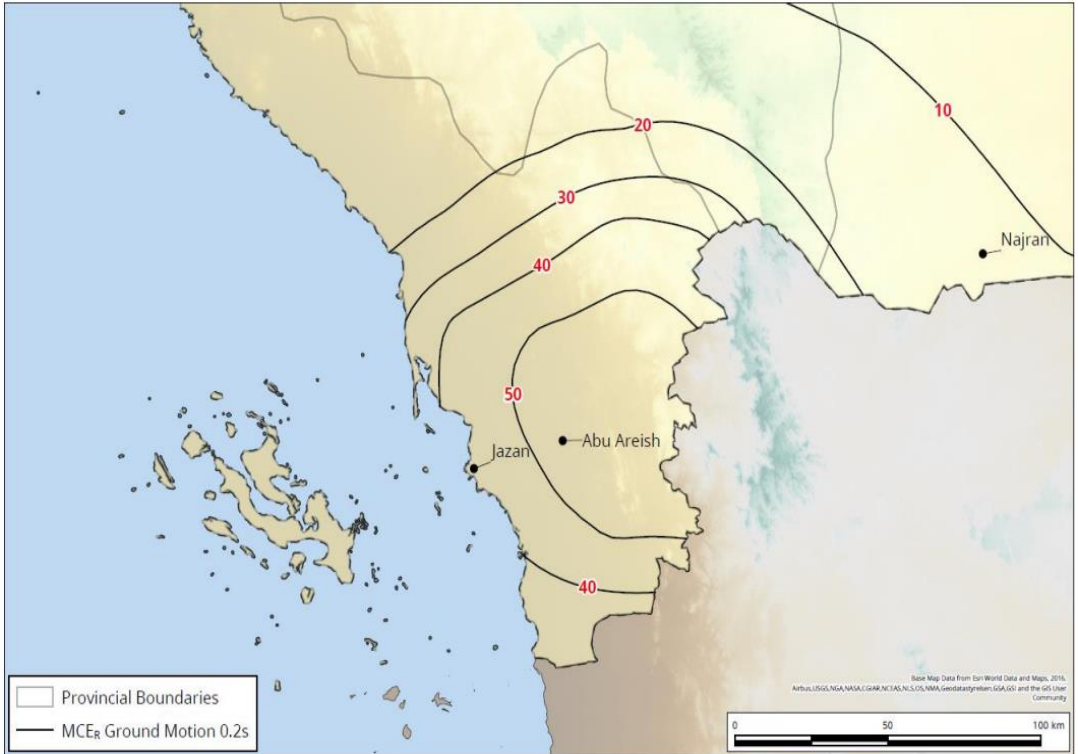 10
20
30
40
Najran
50
Abu Areish
Jazan
40
Provincial Boundaries
MCER Ground Motion 0.2s
Base Map Data from Esri World Data and Maps, 2016.
Airbus,USGS,NGA,NASA,CGIAR,NCEAS,NLS,OS,NMA,Geodatastyrelsen,GSA,GSI and the GIS User
Community
0 50 100 km